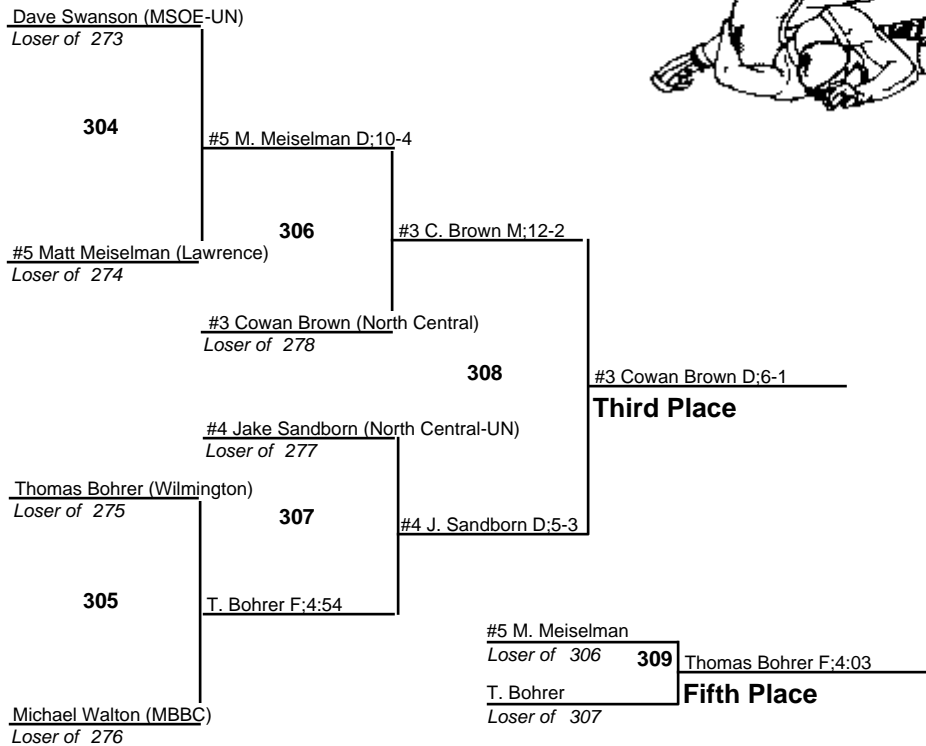 Dave Swanson (MSOE-UN)
Loser of 273
304
#5 M. Meiselman D;10-4
306
#3 C. Brown M;12-2
#5 Matt Meiselman (Lawrence)
Loser of 274
#3 Cowan Brown (North Central)
Loser of 278
308
#3 Cowan Brown D;6-1
Third Place
#4 Jake Sandborn (North Central-UN)
Loser of 277
Thomas Bohrer (Wilmington)
Loser of 275
307
#4 J. Sandborn D;5-3
305
T. Bohrer F;4:54
Michael Walton (MBBC)
Loser of 276
#5 M. Meiselman
Loser of 306
309
Thomas Bohrer F;4:03
Fifth Place
T. Bohrer
Loser of 307